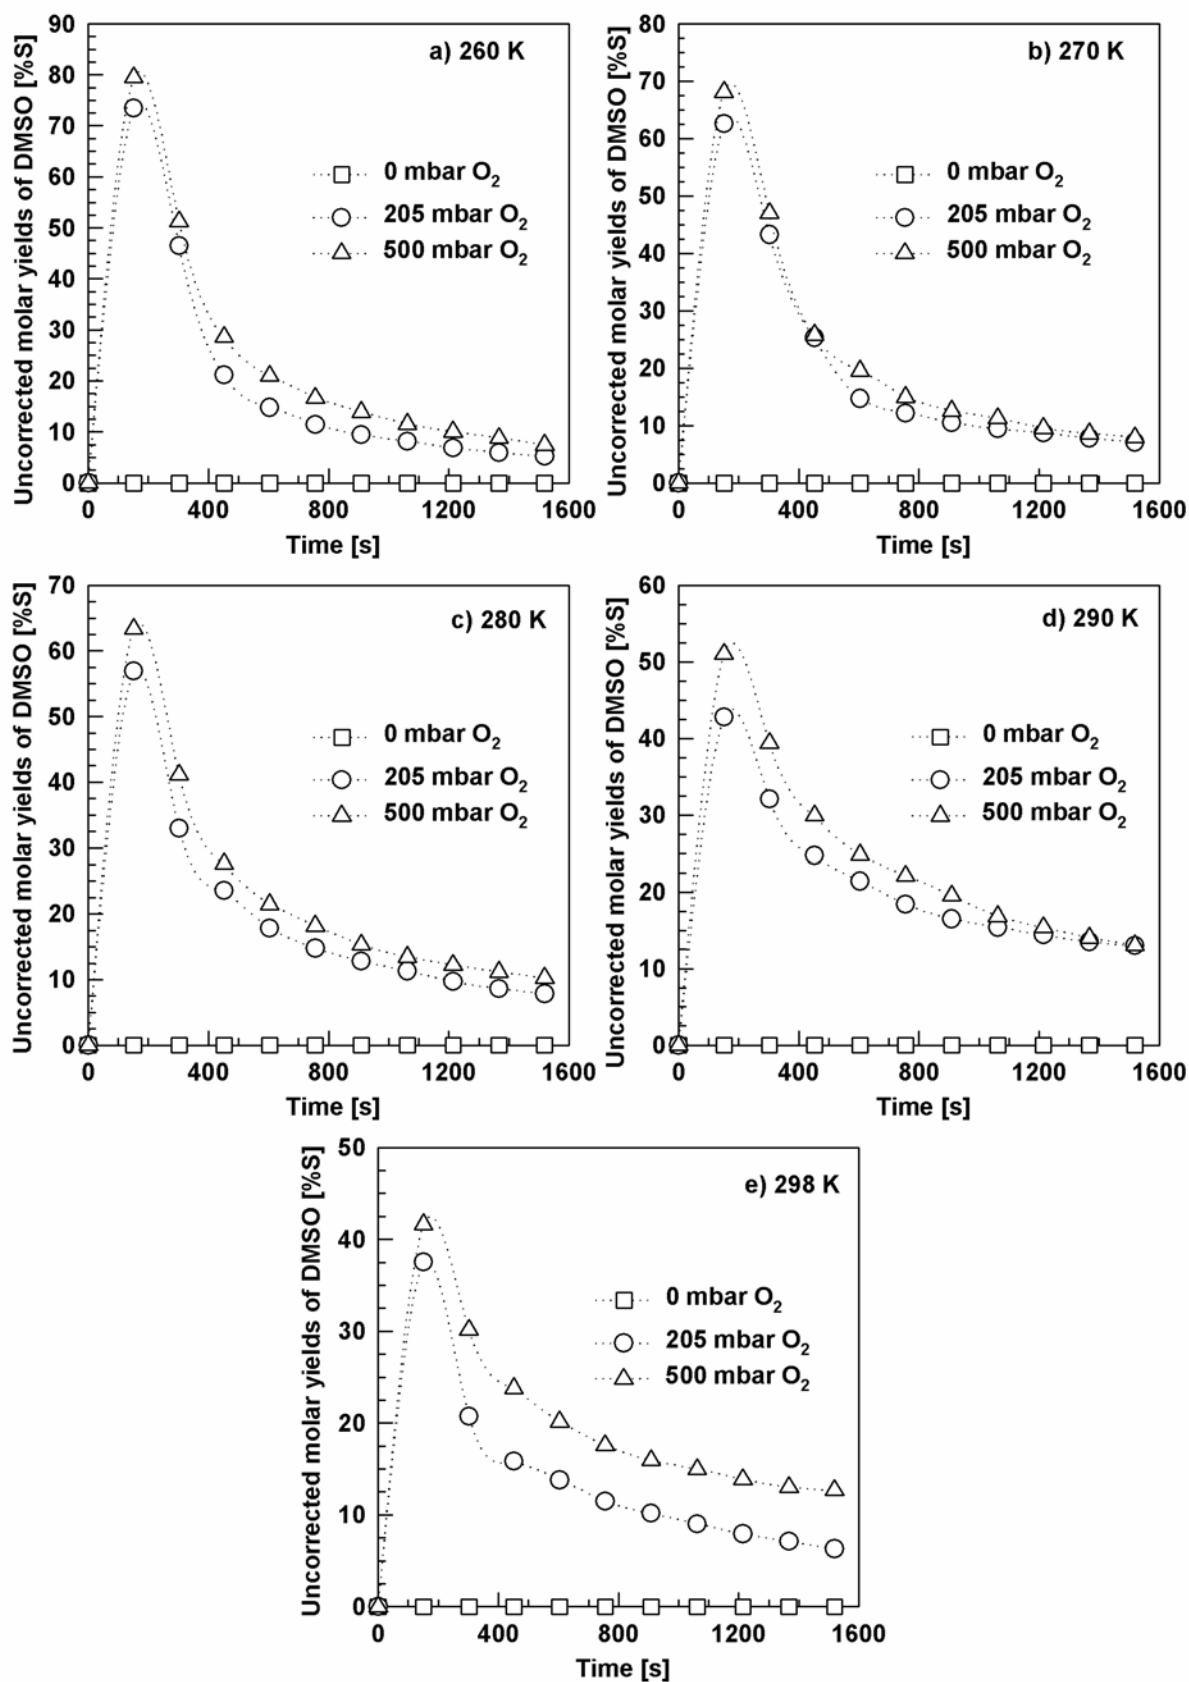 Uncorrected molar yields of DMSO [%S]
90
80
70
60
50
40
30
20
10
0
a) 260 K
0 mbar O₂
205 mbar O₂
500 mbar O₂
0 400 800 1200 1600
Time [s]
Uncorrected molar yields of DMSO [%S]
80
70
60
50
40
30
20
10
0
b) 270 K
0 mbar O₂
205 mbar O₂
500 mbar O₂
0 400 800 1200 1600
Time [s]
Uncorrected molar yields of DMSO [%S]
70
60
50
40
30
20
10
0
c) 280 K
0 mbar O₂
205 mbar O₂
500 mbar O₂
0 400 800 1200 1600
Time [s]
Uncorrected molar yields of DMSO [%S]
60
50
40
30
20
10
0
d) 290 K
0 mbar O₂
205 mbar O₂
500 mbar O₂
0 400 800 1200 1600
Time [s]
Uncorrected molar yields of DMSO [%S]
50
40
30
20
10
0
e) 298 K
0 mbar O₂
205 mbar O₂
500 mbar O₂
0 400 800 1200 1600
Time [s]